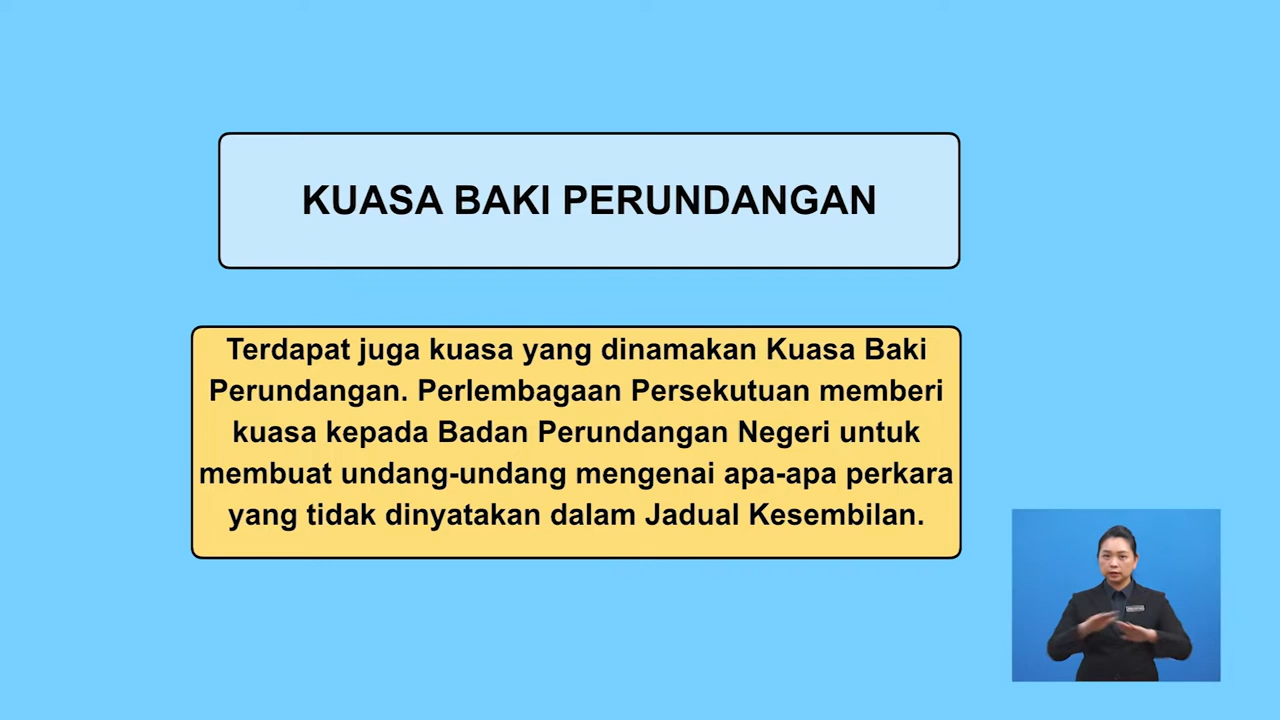 KUASA BAKI PERUNDANGAN
Terdapat juga kuasa yang dinamakan Kuasa Baki
Perundangan. Perlembagaan Persekutuan memberi
kuasa kepada Badan Perundangan Negeri untuk
membuat undang-undang mengenai apa-apa perkara
yang tidak dinyatakan dalam Jadual Kesembilan.